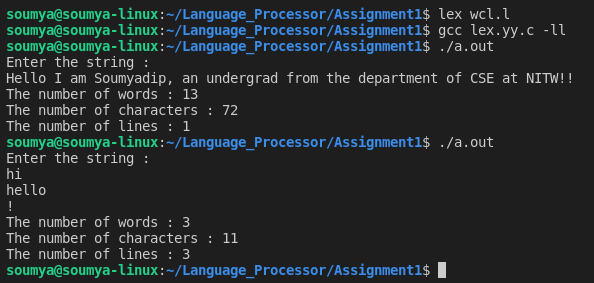 soumya@soumya-linux:~/Language_Processor/Assignment1$ lex wcl.l
soumya@soumya-linux:~/Language_Processor/Assignment1$ gcc lex.yy.c -ll
soumya@soumya-linux:~/Language_Processor/Assignment1$ ./a.out
Enter the string :
Hello I am Soumyadip, an undergrad from the department of CSE at NITW!!
The number of words : 13
The number of characters : 72
The number of lines : 1
soumya@soumya-linux:~/Language_Processor/Assignment1$ ./a.out
Enter the string :
hi
hello
!
The number of words : 3
The number of characters : 11
The number of lines : 3
soumya@soumya-linux:~/Language_Processor/Assignment1$